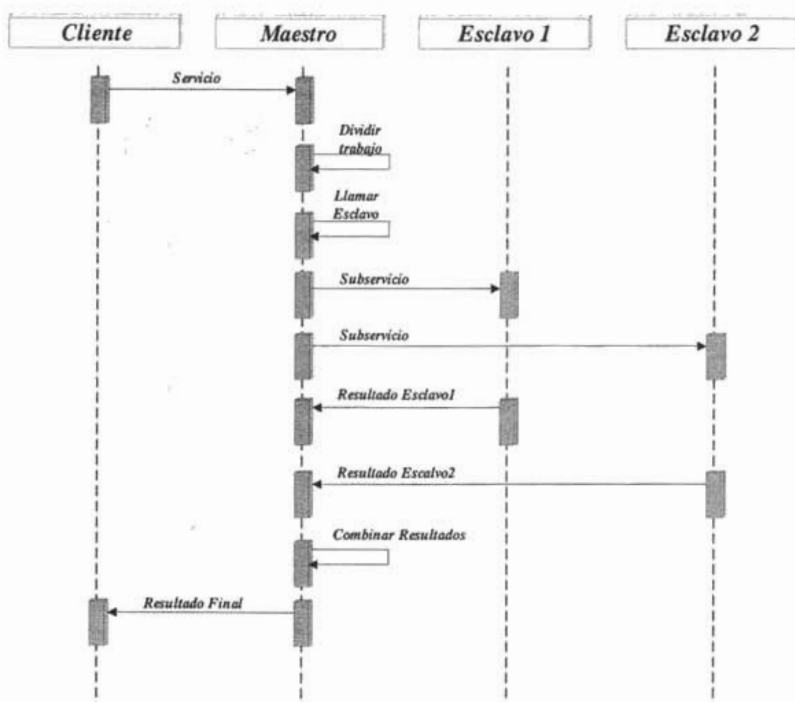 Cliente
Maestro
Esclavo 1
Esclavo 2
Servicio
Dividir
trabajo
Llamar
Esclavo
Subservicio
Subservicio
Resultado Esclavo1
Resultado Escalvo2
Combinar Resultados
Resultado Final